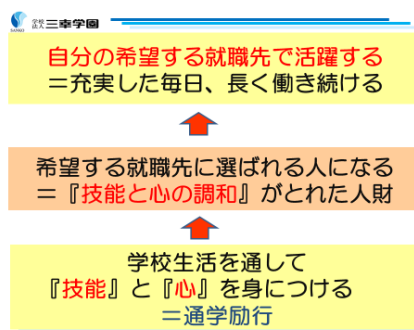 学校法人 三幸学園
SANKO
自分の希望する就職先で活躍する
＝充実した毎日、長く働き続ける
希望する就職先に選ばれる人になる
＝『技能と心の調和』がとれた人財
学校生活を通して
『技能』と『心』を身につける
＝通学励行